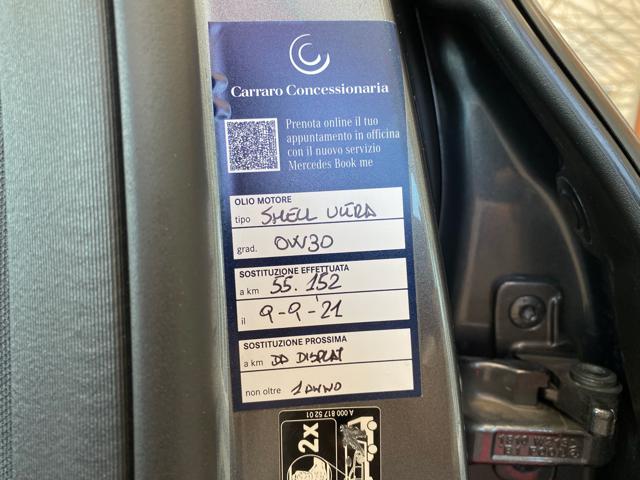 Carraro Concessionaria
Prenota online il tuo
appuntamento in officina
con il nuovo servizio
Mercedes Book me
OLIO MOTORE
tipo SHELL ULTRA
grad. 0W30
SOSTITUZIONE EFFETTUATA
a km 55.152
il 9-9-'21
SOSTITUZIONE PROSSIMA
a km DA DISPLAY
non oltre 1 ANNO
A 000 817 52 01
2x